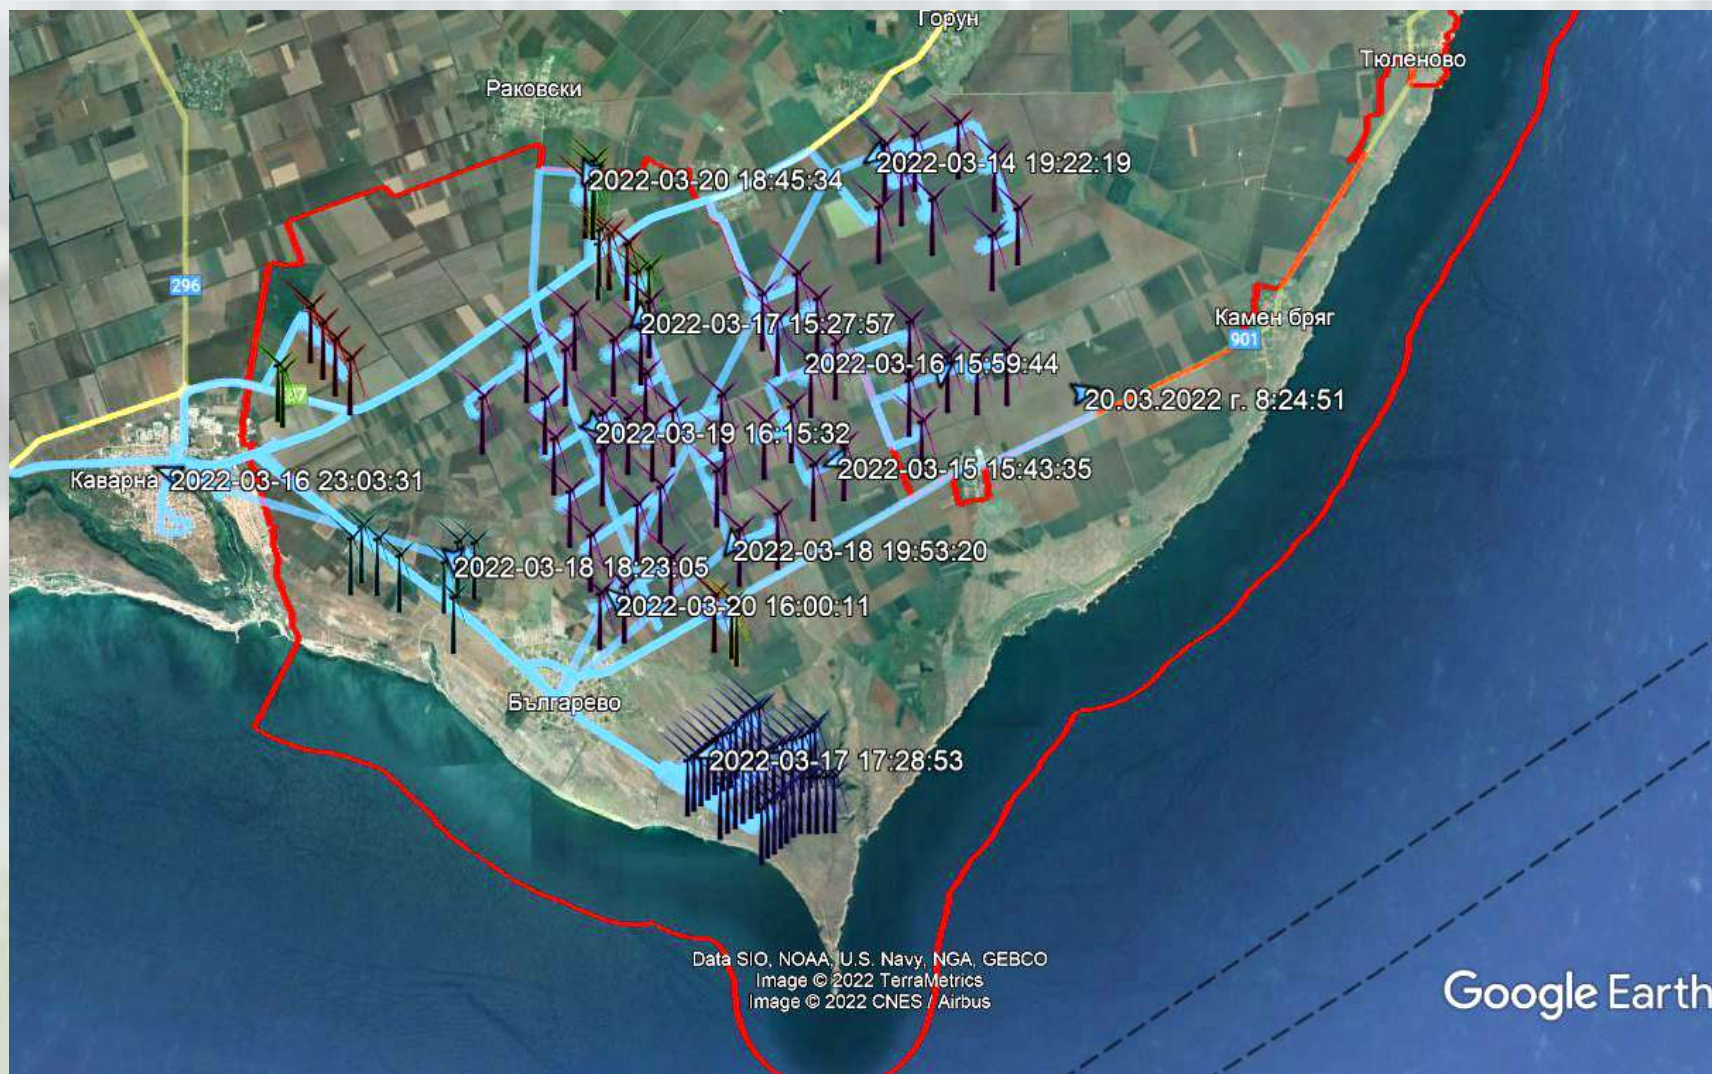 Горун
Тюленово
Раковски
2022-03-14 19:22:19
2022-03-20 18:45:34
296
Камен бряг
2022-03-17 15:27:57
901
2022-03-16 15:59:44
20.03.2022 г. 8:24:51
2022-03-19 16:15:32
2022-03-15 15:43:35
Каварна
2022-03-16 23:03:31
2022-03-18 19:53:20
2022-03-18 18:23:05
2022-03-20 16:00:11
Българево
2022-03-17 17:28:53
Data SIO, NOAA, U.S. Navy, NGA, GEBCO
Image © 2022 TerraMetrics
Image © 2022 CNES / Airbus
Google Earth